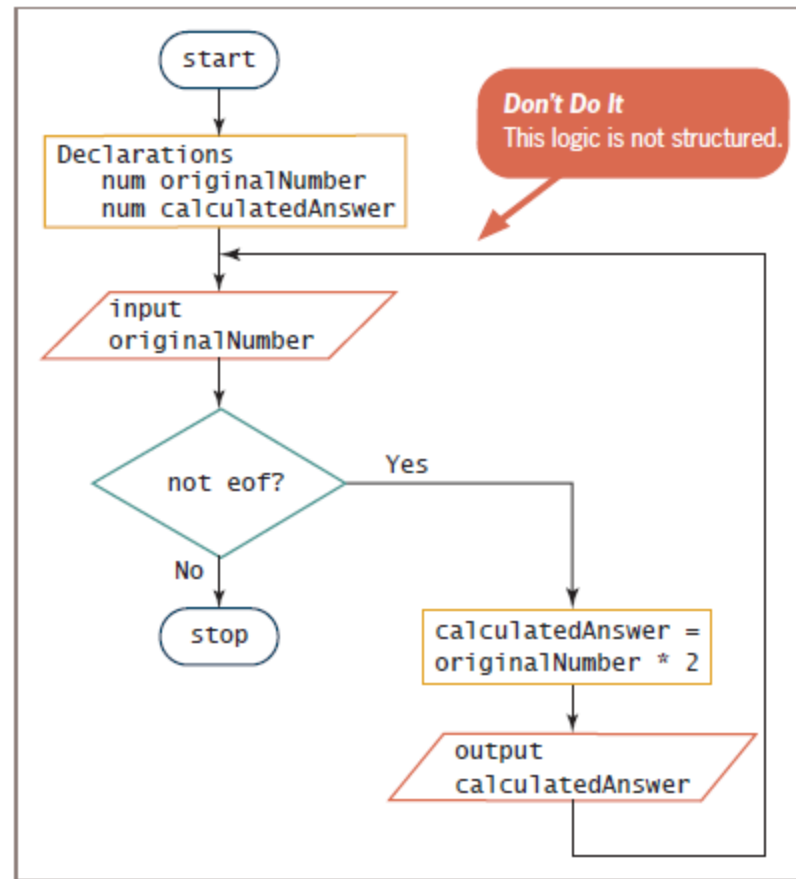 start
Don't Do It
This logic is not structured.
Declarations
num originalNumber
num calculatedAnswer
input
originalNumber
not eof?
Yes
No
stop
calculatedAnswer =
originalNumber * 2
output
calculatedAnswer